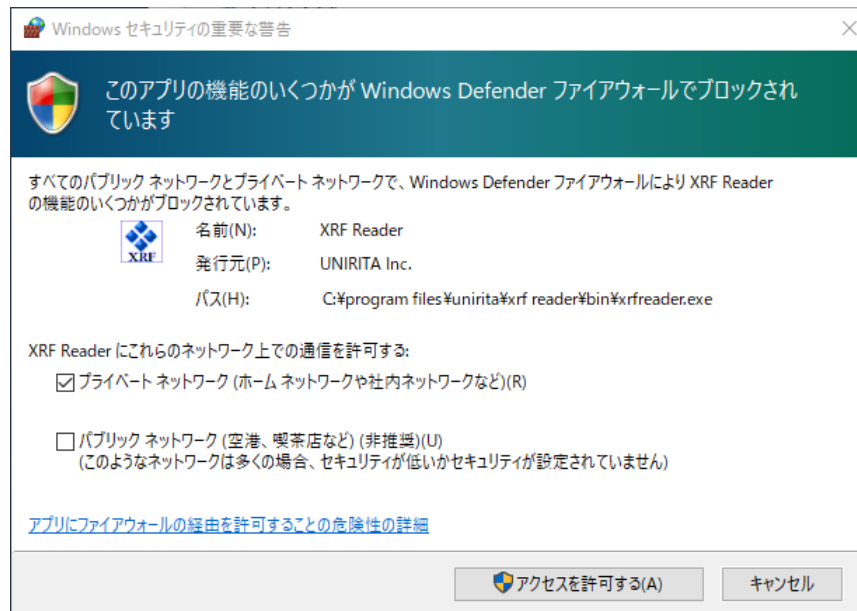 Windows セキュリティの重要な警告
このアプリの機能のいくつかが Windows Defender ファイアウォールでブロックされ
ています
すべてのパブリック ネットワークとプライベート ネットワークで、Windows Defender ファイアウォールにより XRF Reader
の機能のいくつかがブロックされています。
XRF
名前(N): XRF Reader
発行元(P): UNIRITA Inc.
パス(H): C:¥program files¥unirita¥xrf reader¥bin¥xrfreader.exe
XRF Reader にこれらのネットワーク上での通信を許可する:
プライベート ネットワーク (ホーム ネットワークや社内ネットワークなど)(R)
パブリック ネットワーク (空港、喫茶店など) (非推奨)(U)
(このようなネットワークは多くの場合、セキュリティが低いかセキュリティが設定されていません)
アプリにファイアウォールの経由を許可することの危険性の詳細
アクセスを許可する(A) キャンセル